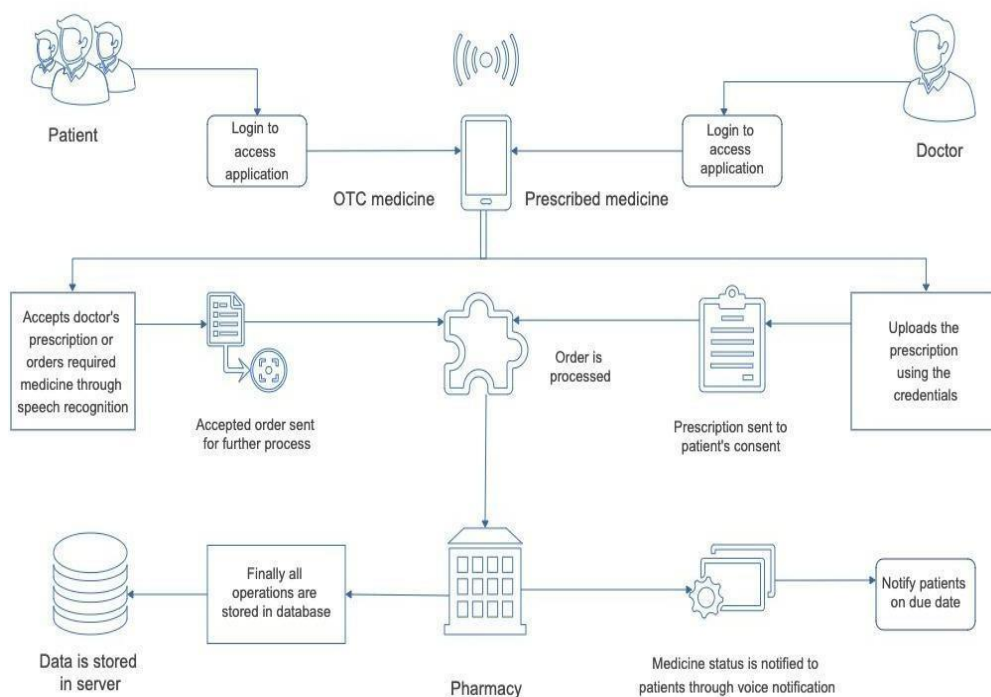 Patient
Login to
access
application
Login to
access
application
Doctor
OTC medicine
Prescribed medicine
Accepts doctor's
prescription or
orders required
medicine through
speech recognition
Accepted order sent
for further process
Order is
processed
Prescription sent to
patient's consent
Uploads the
prescription
using the
credentials
Data is stored
in server
Finally all
operations are
stored in database
Pharmacy
Medicine status is notified to
patients through voice notification
Notify patients
on due date